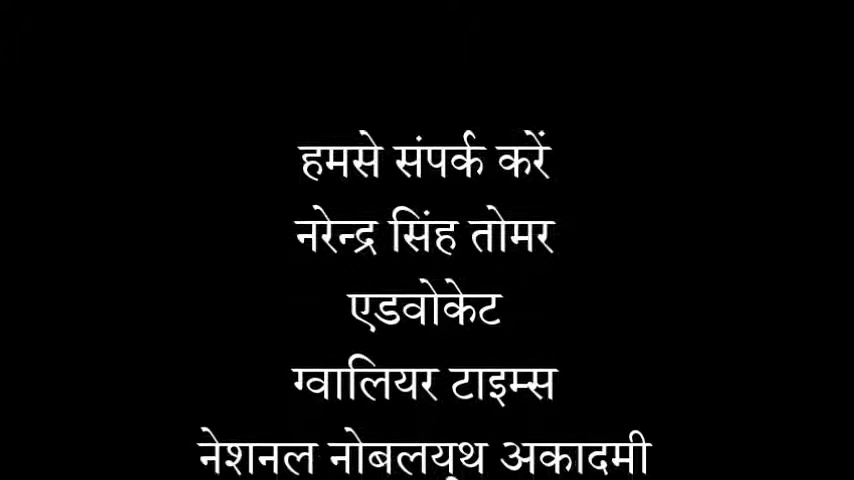 हमसे संपर्क करें
नरेन्द्र सिंह तोमर
एडवोकेट
ग्वालियर टाइम्स
नेशनल नोबलयूथ अकादमी